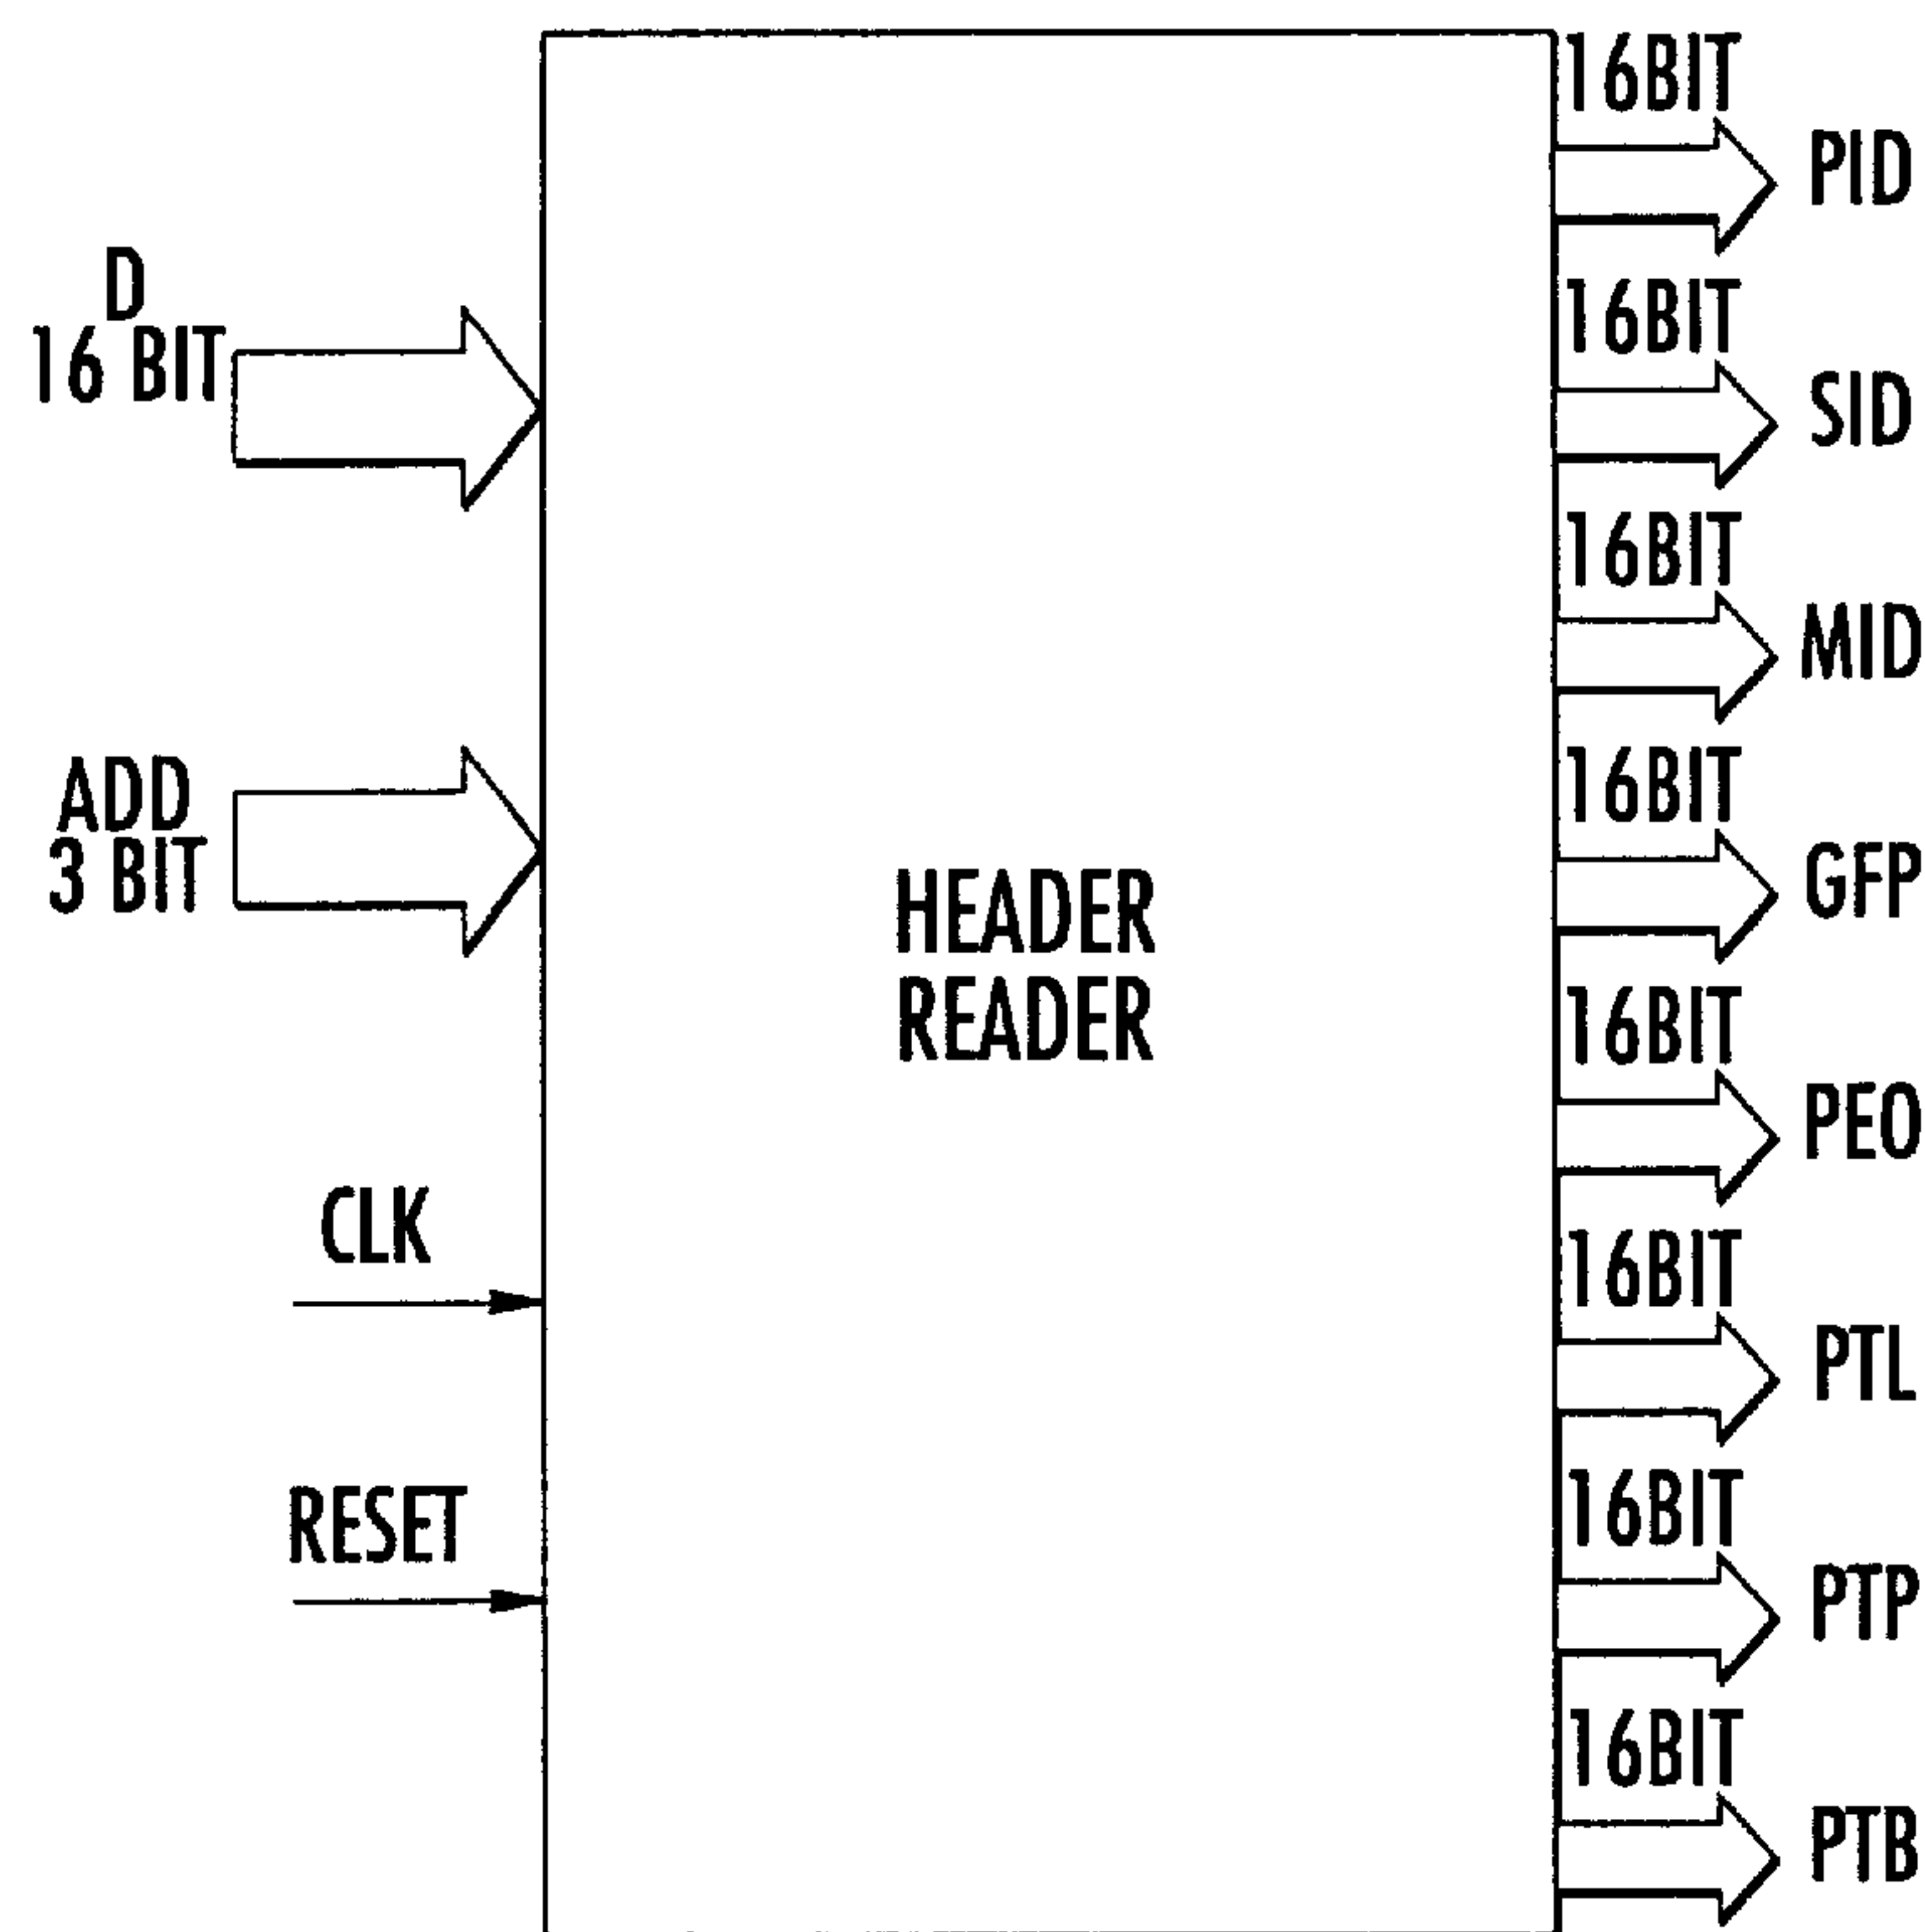 D
16 BIT
ADD
3 BIT
CLK
RESET
HEADER
READER
16BIT
PID
16BIT
SID
16BIT
MID
16BIT
GFP
16BIT
PEO
16BIT
PTL
16BIT
PTP
16BIT
PTB